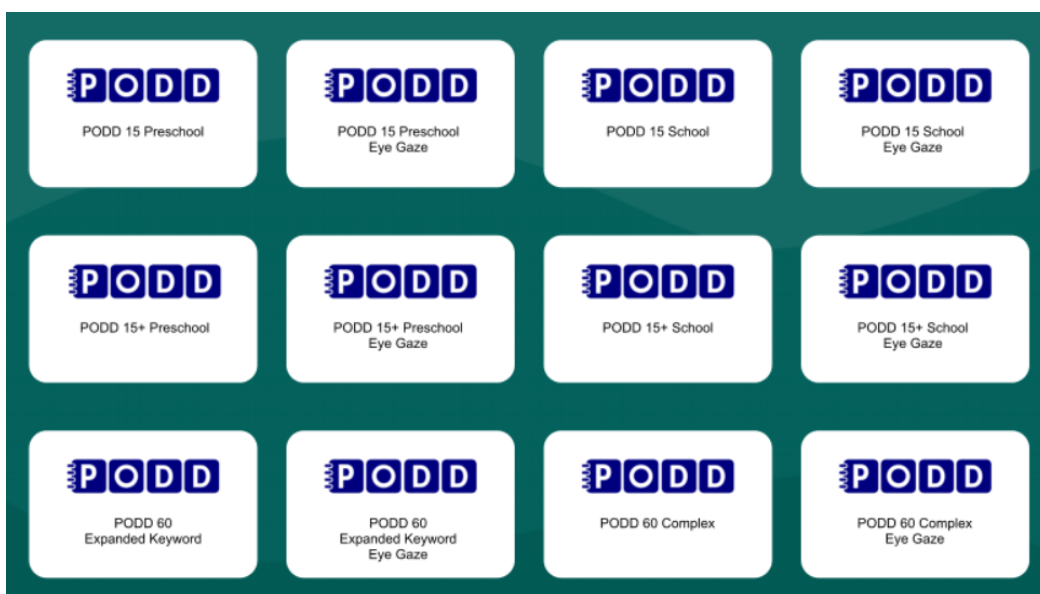 PODD
PODD 15 Preschool
PODD
PODD 15 Preschool
Eye Gaze
PODD
PODD 15 School
PODD
PODD 15 School
Eye Gaze
PODD
PODD 15+ Preschool
PODD
PODD 15+ Preschool
Eye Gaze
PODD
PODD 15+ School
PODD
PODD 15+ School
Eye Gaze
PODD
PODD 60
Expanded Keyword
PODD
PODD 60
Expanded Keyword
Eye Gaze
PODD
PODD 60 Complex
PODD
PODD 60 Complex
Eye Gaze